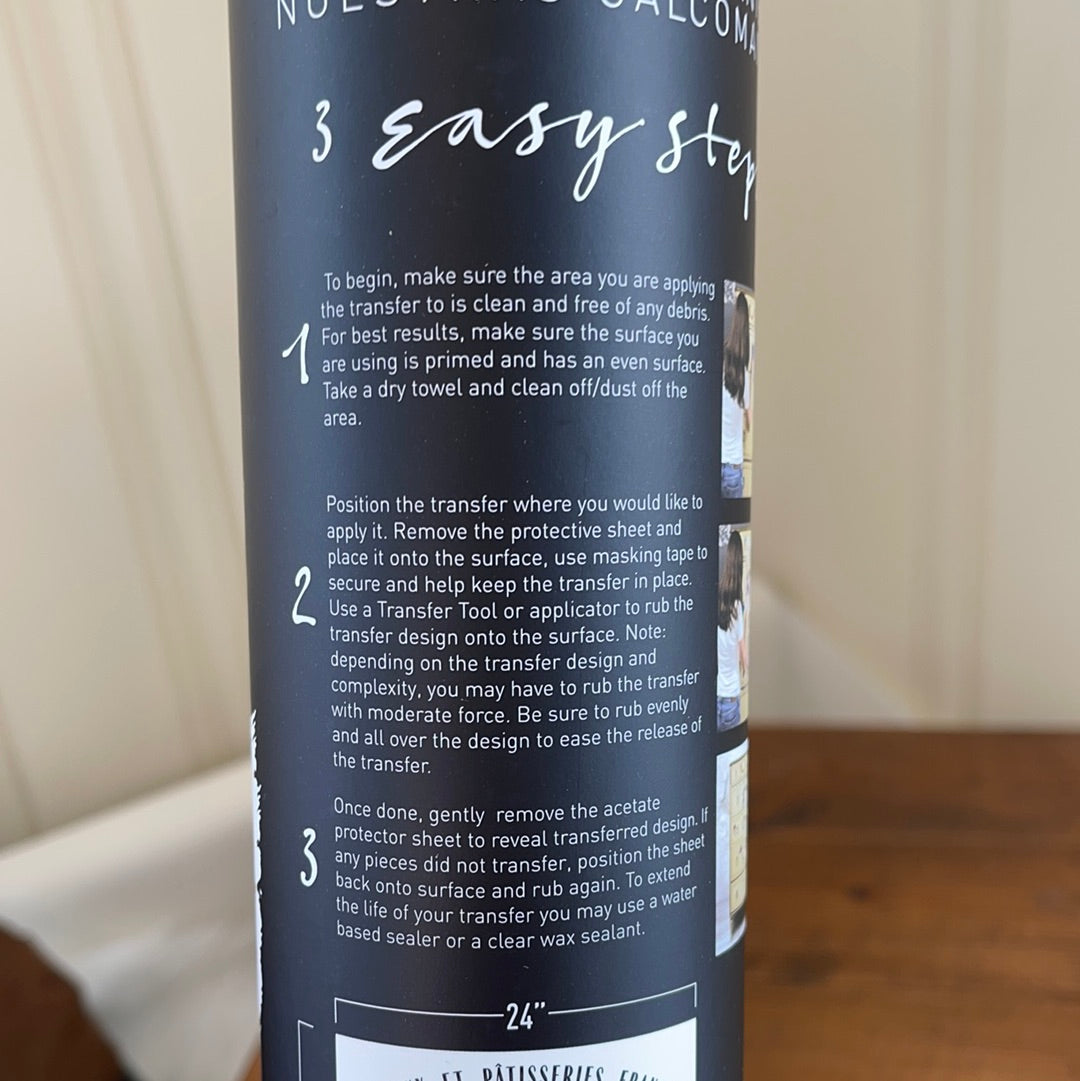 3 easy step
1
To begin, make sure the area you are applying
the transfer to is clean and free of any debris.
For best results, make sure the surface you
are using is primed and has an even surface.
Take a dry towel and clean off/dust off the
area.
2
Position the transfer where you would like to
apply it. Remove the protective sheet and
place it onto the surface, use masking tape to
secure and help keep the transfer in place.
Use a Transfer Tool or applicator to rub the
transfer design onto the surface. Note:
depending on the transfer design and
complexity, you may have to rub the transfer
with moderate force. Be sure to rub evenly
and all over the design to ease the release of
the transfer.
3
Once done, gently remove the acetate
protector sheet to reveal transferred design. If
any pieces did not transfer, position the sheet
back onto surface and rub again. To extend
the life of your transfer you may use a water
based sealer or a clear wax sealant.
24"
ET PÂTISSERIES